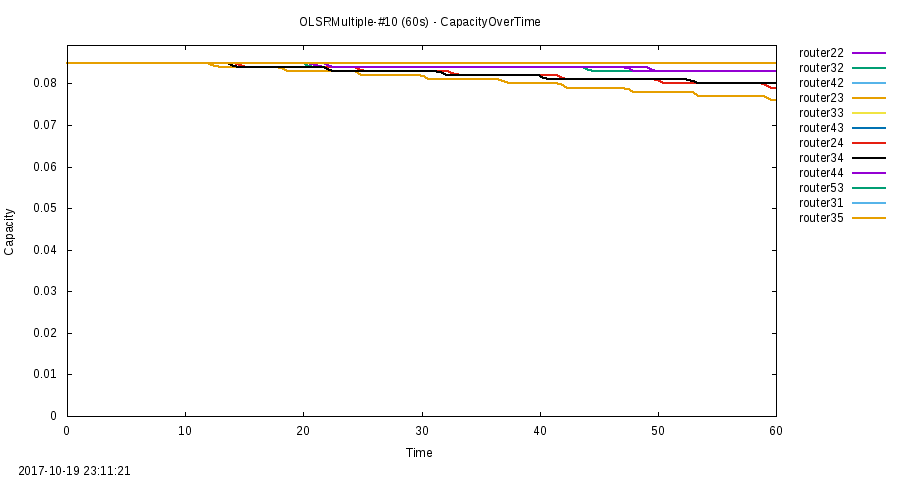 OLSRMultiple-#10 (60s) - CapacityOverTime
router22
router32
router42
router23
router33
router43
router24
router34
router44
router53
router31
router35
0.08
0.07
0.06
0.05
0.04
0.03
0.02
0.01
0
Capacity
0 10 20 30 40 50 60
Time
2017-10-19 23:11:21